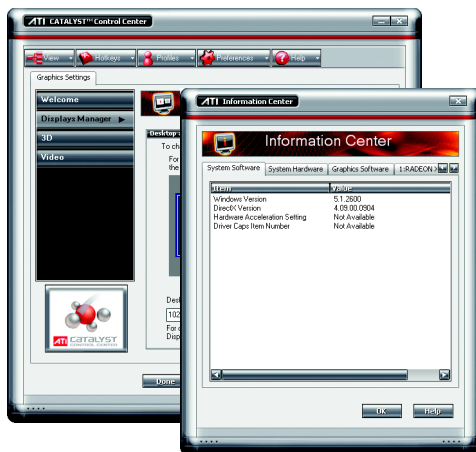 ATI CATALYST™ Control Center
View
Hotkeys
Profiles
Preferences
Help
Graphics Settings
Welcome
Displays Manager
3D
Video
Desktop
To ch
For
the
Desk
102
For
Disp
ATI CATALYST
CONTROL CENTER
Done
ATI Information Center
Information Center
System Software
System Hardware
Graphics Software
1:RADEON
Item Value
Windows Version 5.1.2600
DirectX Version 4.09.00.0904
Hardware Acceleration Setting Not Available
Driver Caps Item Number Not Available
OK
Help